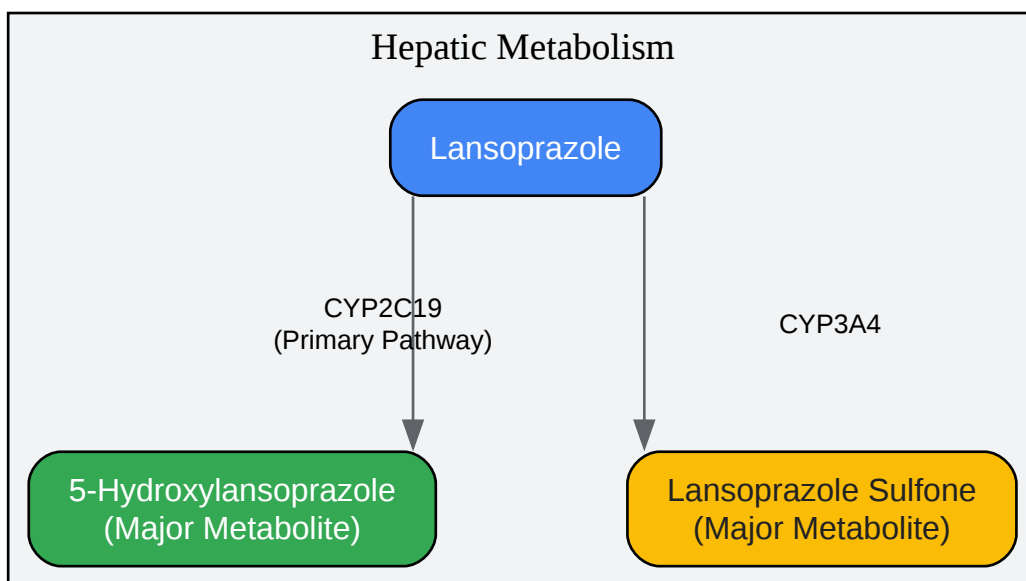 Hepatic Metabolism
Lansoprazole
CYP2C19
(Primary Pathway)
CYP3A4
5-Hydroxylansoprazole
(Major Metabolite)
Lansoprazole Sulfone
(Major Metabolite)